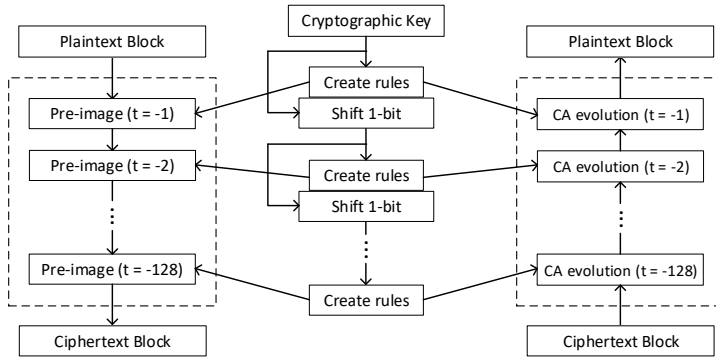 Cryptographic Key
Plaintext Block
Plaintext Block
Create rules
Pre-image (t = -1)
Shift 1-bit
CA evolution (t = -1)
Pre-image (t = -2)
Create rules
CA evolution (t = -2)
Shift 1-bit
Pre-image (t = -128)
CA evolution (t = -128)
Create rules
Ciphertext Block
Ciphertext Block